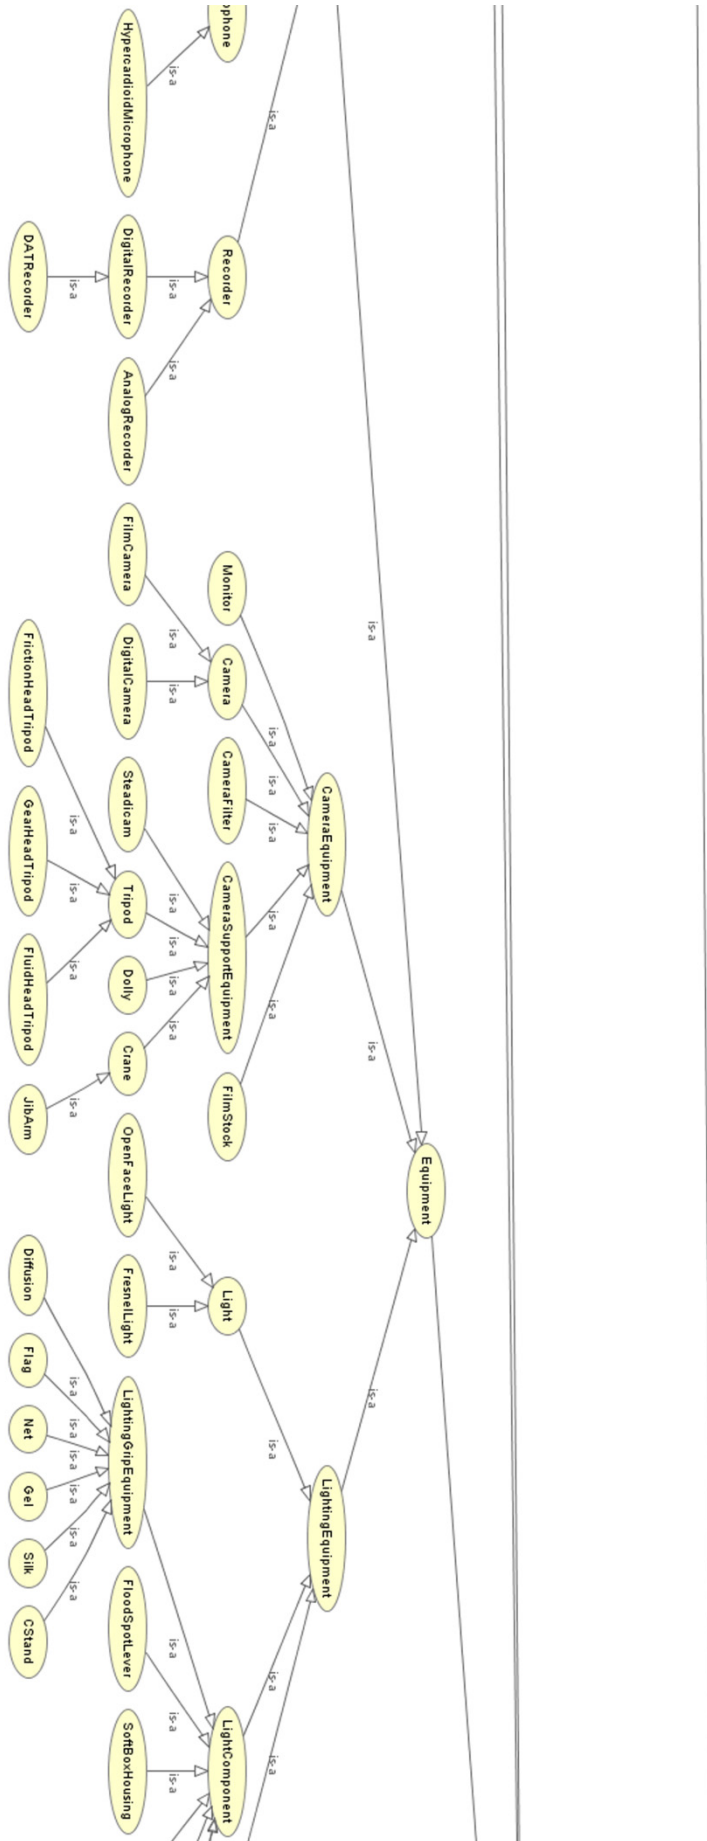 phone
HypercardioidMicrophone
is-a
is-a
Recorder
DigitalRecorder
is-a
DATRecorder
is-a
AnalogRecorder
is-a
FilmCamera
is-a
Monitor
is-a
Camera
is-a
DigitalCamera
is-a
CameraFilter
is-a
CameraEquipment
is-a
FrictionHeadTripod
is-a
GearHeadTripod
is-a
FluidHeadTripod
is-a
Steadicam
is-a
Tripod
is-a
Dolly
is-a
Crane
is-a
JibArm
is-a
CameraSupportEquipment
is-a
FilmStock
is-a
Equipment
is-a
OpenFaceLight
is-a
FresnelLight
is-a
Light
is-a
LightingEquipment
is-a
Diffusion
is-a
Flag
is-a
Net
is-a
Gel
is-a
Silk
is-a
CStand
is-a
LightingGripEquipment
is-a
FloodSpotLever
is-a
SoftBoxHousing
is-a
LightComponent
is-a
is-a